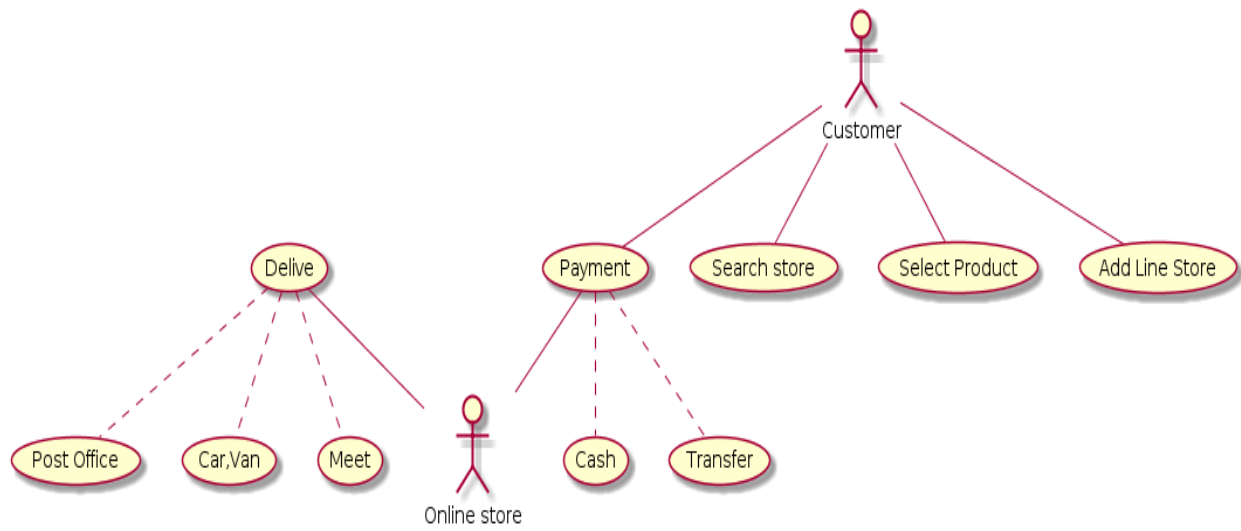 Customer
Delive
Payment
Search store
Select Product
Add Line Store
Post Office
Car,Van
Meet
Cash
Transfer
Online store